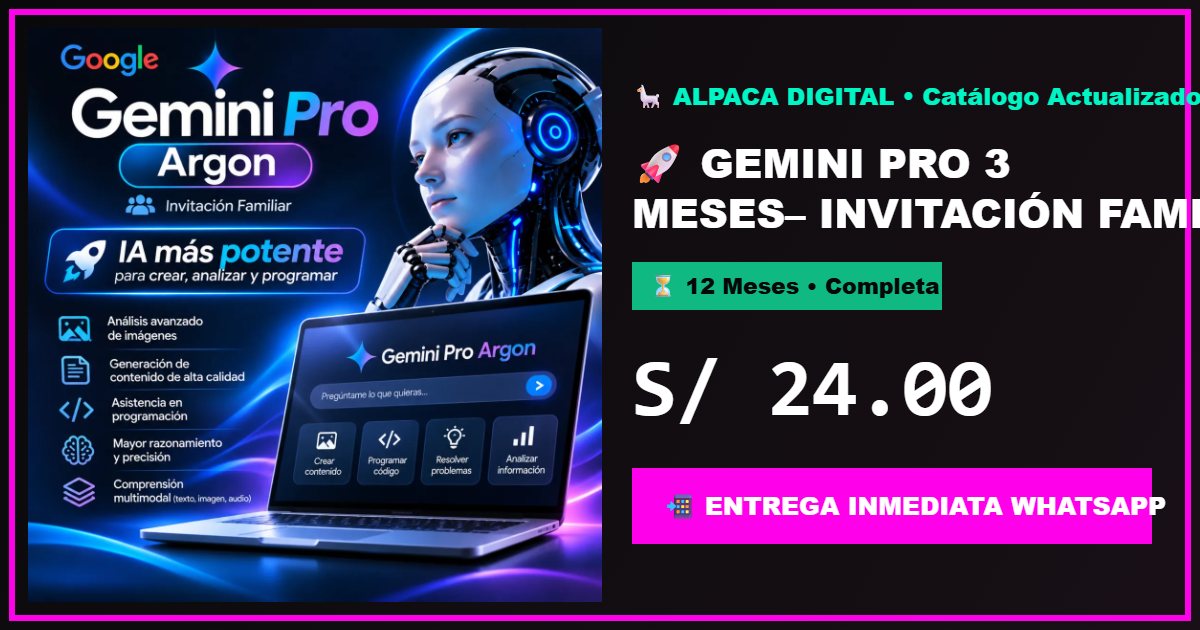 Google
Gemini Pro
Argon
Invitación Familiar
IA más potente
para crear, analizar y programar
Análisis avanzado
de imágenes
Generación de
contenido de alta calidad
Asistencia en
programación
Mayor razonamiento
y precisión
Comprensión
multimodal (texto, imagen, audio)
Gemini Pro Argon
Pregúntame lo que quieras...
Crear
contenido
Programar
código
Resolver
problemas
Analizar
información
ALPACA DIGITAL • Catálogo Actualizado
GEMINI PRO 3
MESES– INVITACIÓN FAMI
12 Meses • Completa
S/ 24.00
ENTREGA INMEDIATA WHATSAPP